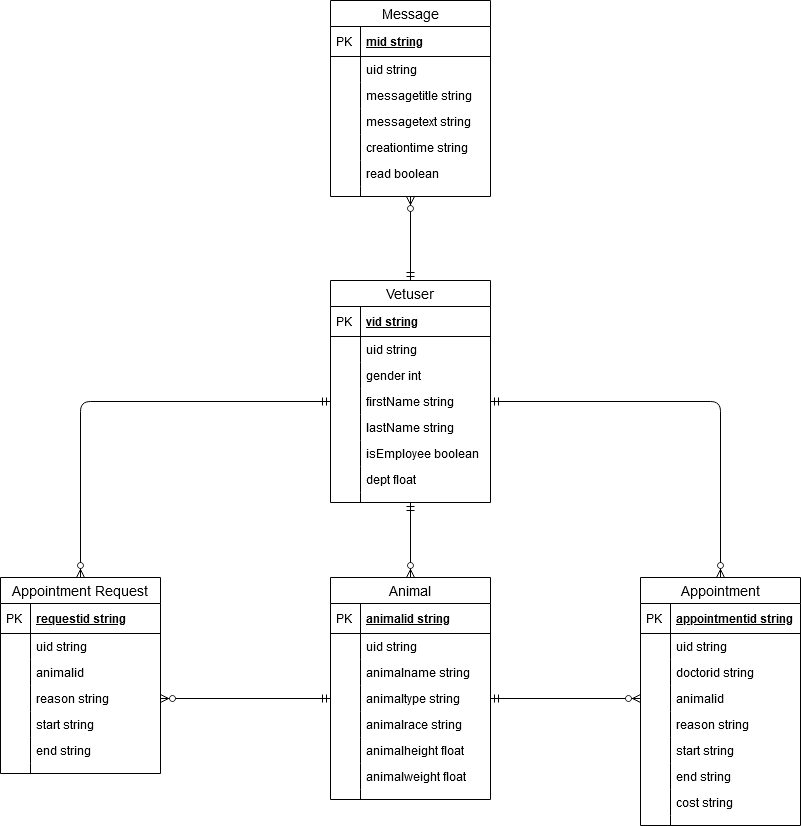 Message
PK mid string
uid string
messagetitle string
messagetext string
creationtime string
read boolean
Vetuser
PK vid string
uid string
gender int
firstName string
lastName string
isEmployee boolean
dept float
Appointment Request
PK requestid string
uid string
animalid
reason string
start string
end string
Animal
PK animalid string
uid string
animalname string
animaltype string
animalrace string
animalheight float
animalweight float
Appointment
PK appointmentid string
uid string
doctorid string
animalid
reason string
start string
end string
cost string